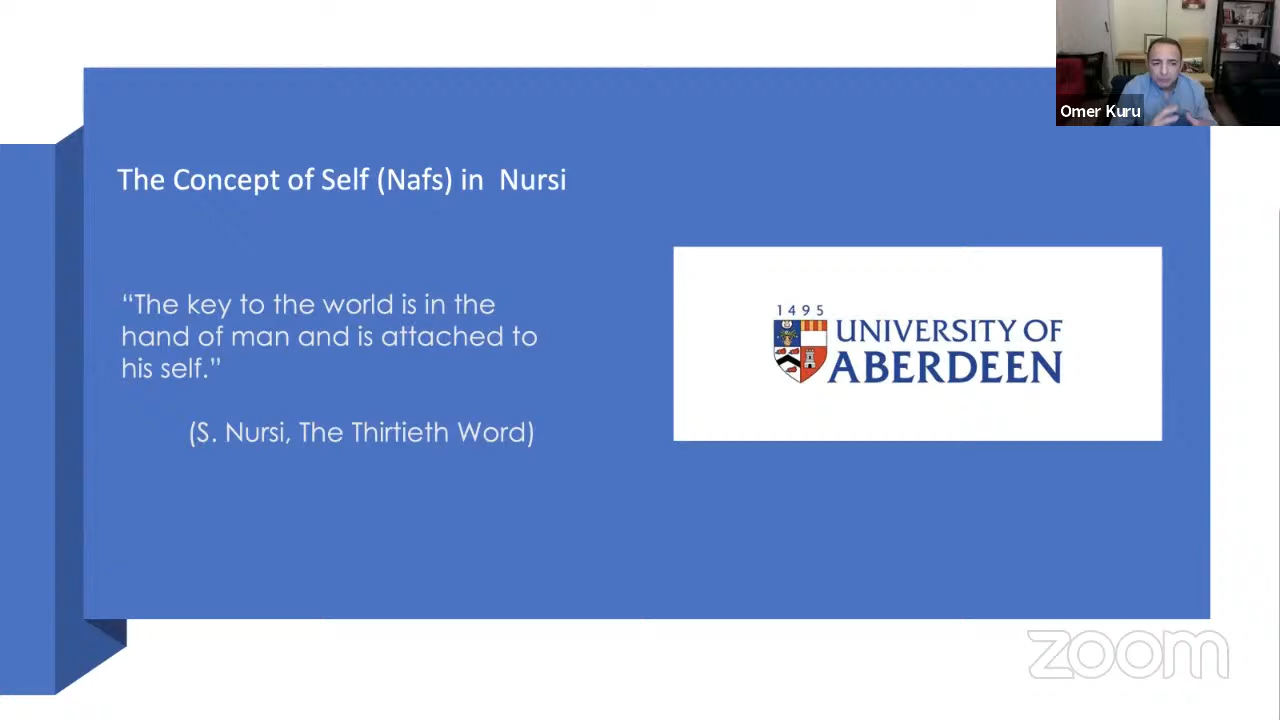 Omer Kuru
The Concept of Self (Nafs) in Nursi
“The key to the world is in the
hand of man and is attached to
his self.”
(S. Nursi, The Thirtieth Word)
1495
UNIVERSITY OF
ABERDEEN
zoom